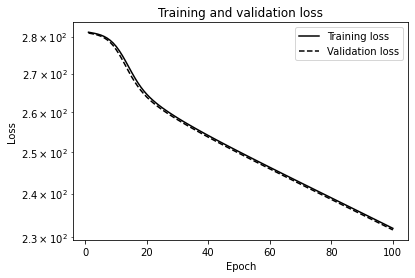 Training and validation loss
Training loss
Validation loss
2.8 × 10²
2.7 × 10²
2.6 × 10²
2.5 × 10²
2.4 × 10²
2.3 × 10²
Loss
0 20 40 60 80 100
Epoch